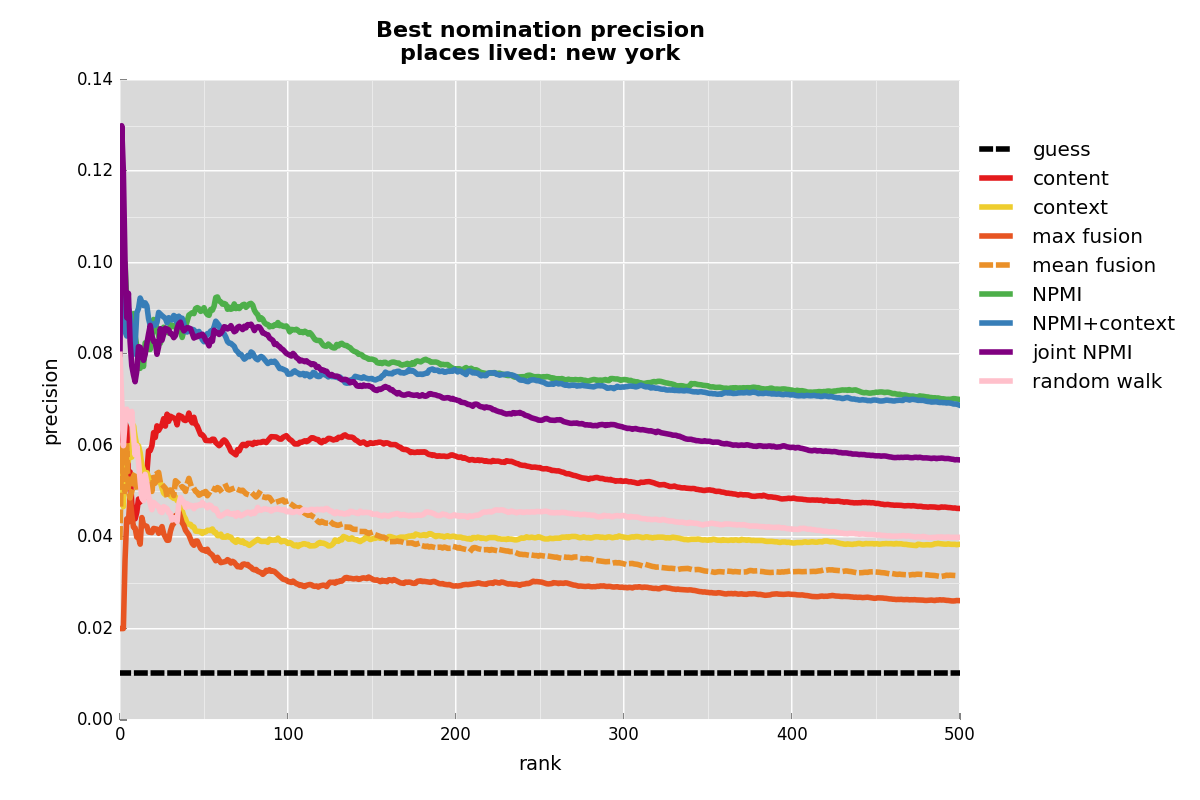 Best nomination precision
places lived: new york
precision
0.14
0.12
0.10
0.08
0.06
0.04
0.02
0.00
0
100
200
300
400
500
rank
guess
content
context
max fusion
mean fusion
NPMI
NPMI+context
joint NPMI
random walk